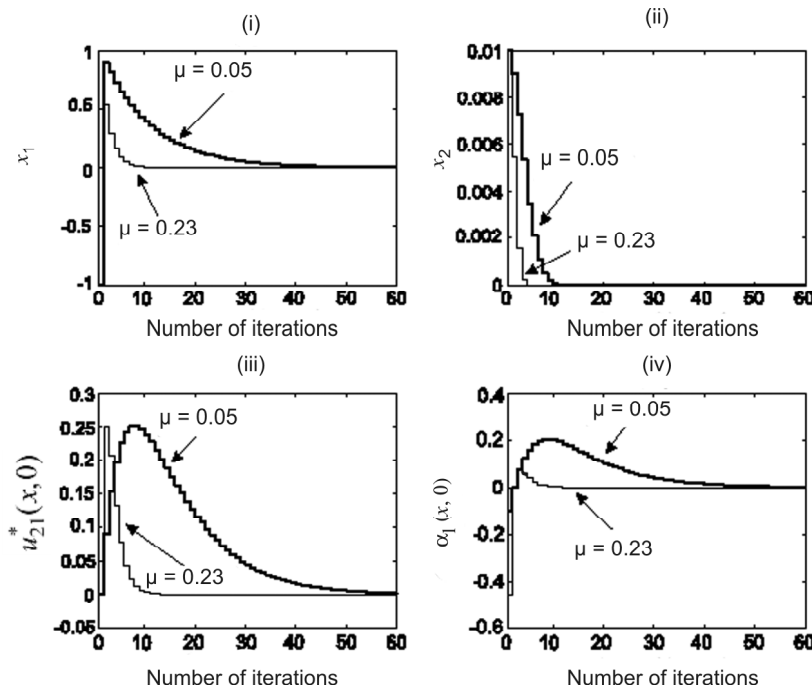 (i)
1
0.5
0
-0.5
-1
x₁
μ = 0.05
μ = 0.23
0 10 20 30 40 50 60
Number of iterations
(ii)
0.01
0.008
0.006
0.004
0.002
0
x₂
μ = 0.05
μ = 0.23
0 10 20 30 40 50 60
Number of iterations
(iii)
0.3
0.25
0.2
0.15
0.1
0.05
0
-0.05
u*₂₁(x,0)
μ = 0.05
μ = 0.23
0 10 20 30 40 50 60
Number of iterations
(iv)
0.4
0.2
0
-0.2
-0.4
-0.6
α₁(x,0)
μ = 0.05
μ = 0.23
0 10 20 30 40 50 60
Number of iterations